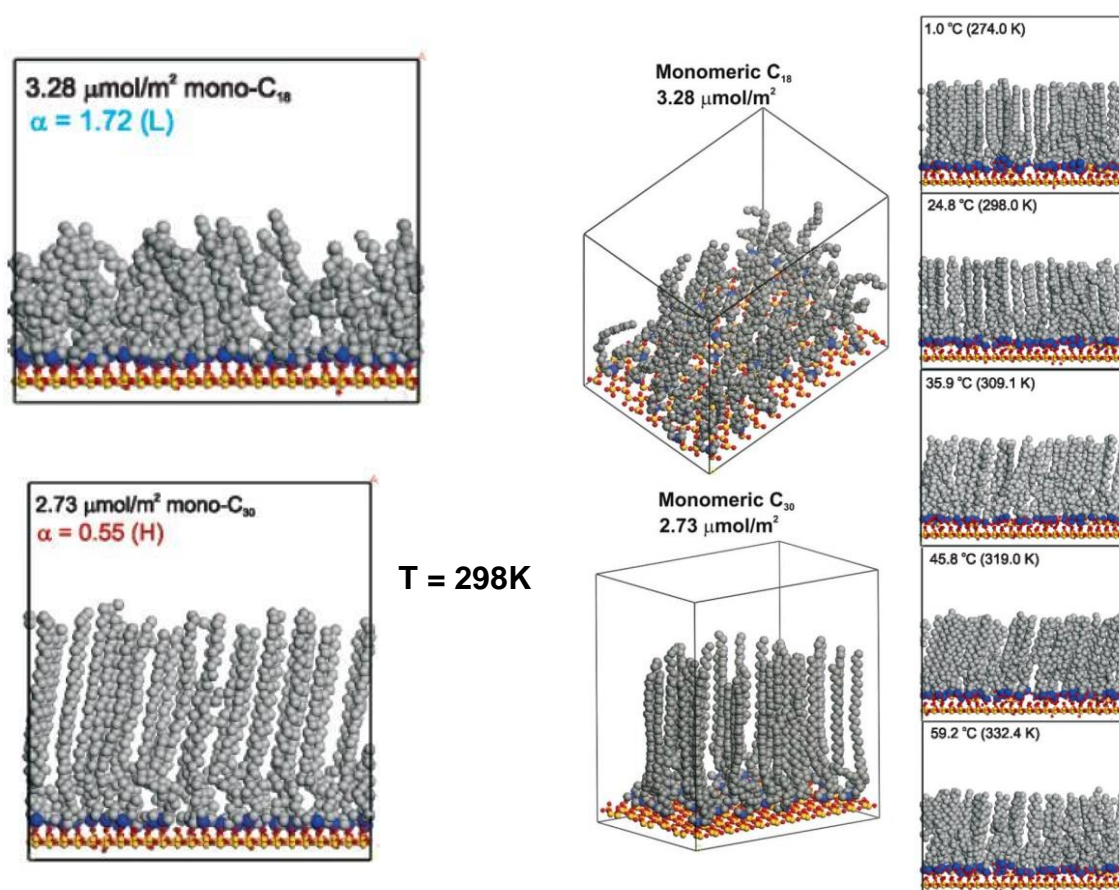 3.28 μmol/m² mono-C₁₈
α = 1.72 (L)
2.73 μmol/m² mono-C₃₀
α = 0.55 (H)
T = 298K
Monomeric C₁₈
3.28 μmol/m²
Monomeric C₃₀
2.73 μmol/m²
1.0 °C (274.0 K)
24.8 °C (298.0 K)
35.9 °C (309.1 K)
45.8 °C (319.0 K)
59.2 °C (332.4 K)